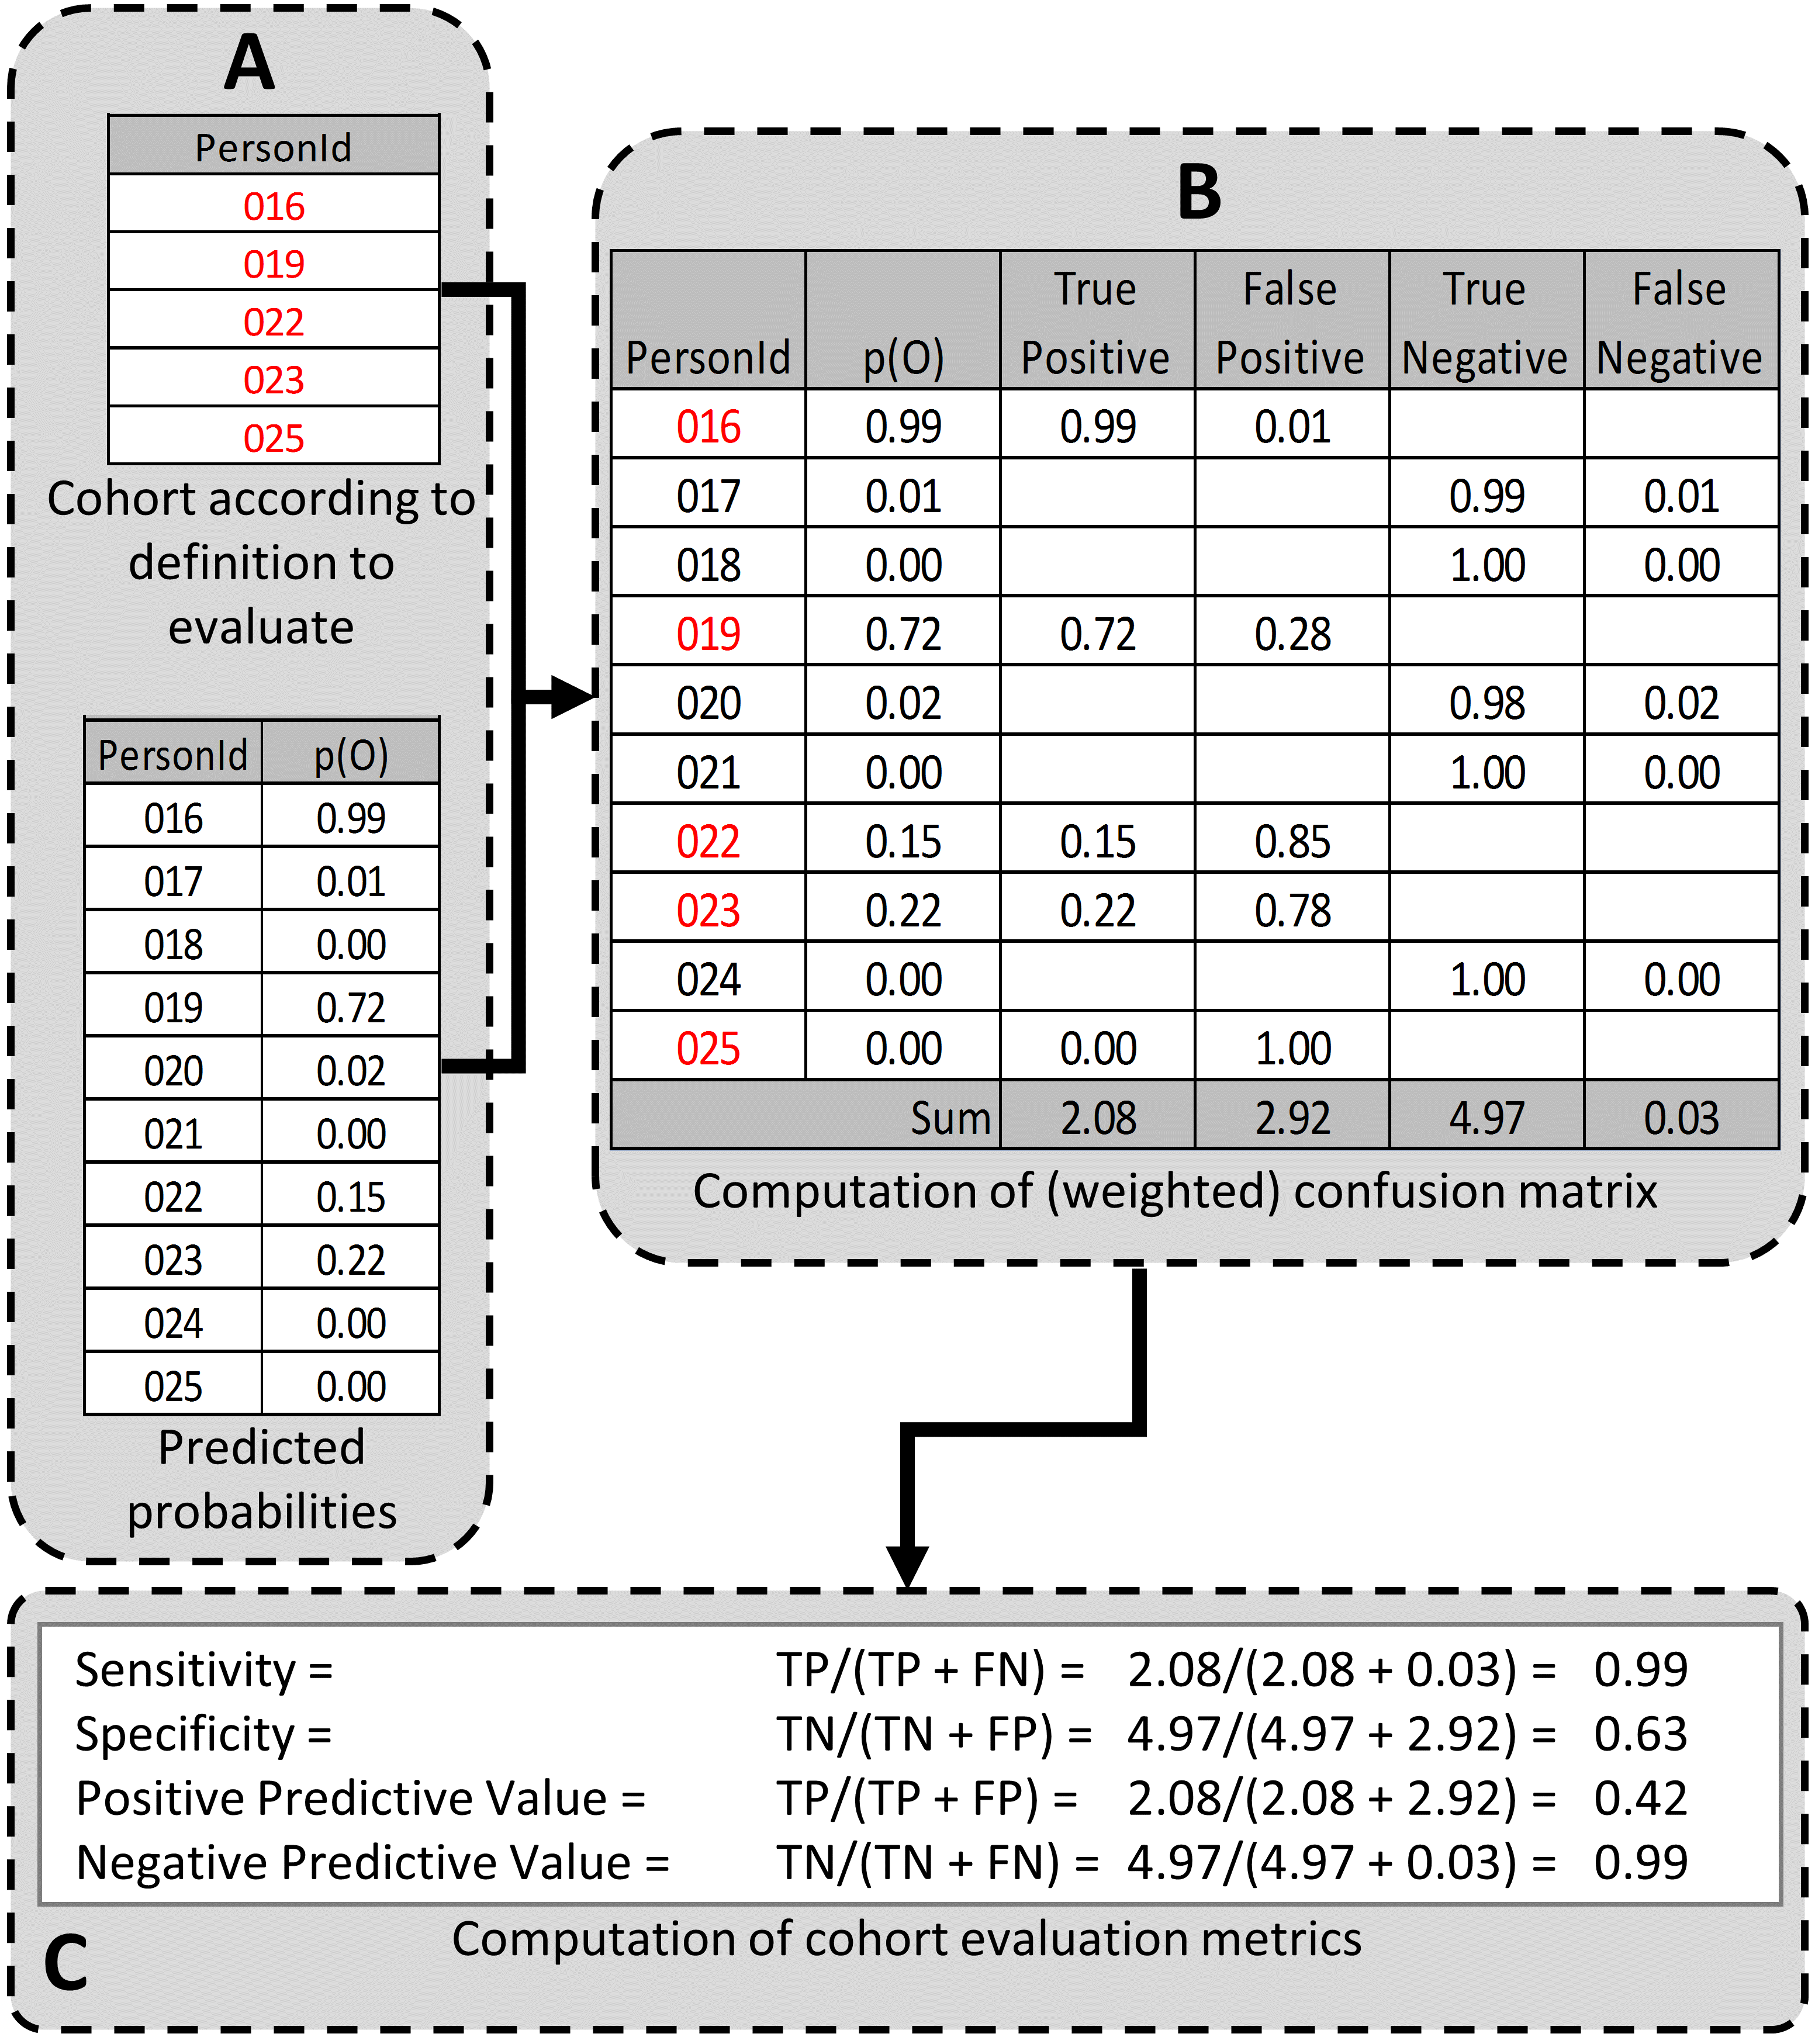 A
PersonId
016
019
022
023
025
Cohort according to
definition to
evaluate
PersonId p(O)
016 0.99
017 0.01
018 0.00
019 0.72
020 0.02
021 0.00
022 0.15
023 0.22
024 0.00
025 0.00
Predicted
probabilities
B
True False True False
PersonId p(O) Positive Positive Negative Negative
016 0.99 0.99 0.01
017 0.01 0.99 0.01
018 0.00 1.00 0.00
019 0.72 0.72 0.28
020 0.02 0.98 0.02
021 0.00 1.00 0.00
022 0.15 0.15 0.85
023 0.22 0.22 0.78
024 0.00 1.00 0.00
025 0.00 0.00 1.00
Sum 2.08 2.92 4.97 0.03
Computation of (weighted) confusion matrix
Sensitivity = TP/(TP + FN) = 2.08/(2.08 + 0.03) = 0.99
Specificity = TN/(TN + FP) = 4.97/(4.97 + 2.92) = 0.63
Positive Predictive Value = TP/(TP + FP) = 2.08/(2.08 + 2.92) = 0.42
Negative Predictive Value = TN/(TN + FN) = 4.97/(4.97 + 0.03) = 0.99
Computation of cohort evaluation metrics
C